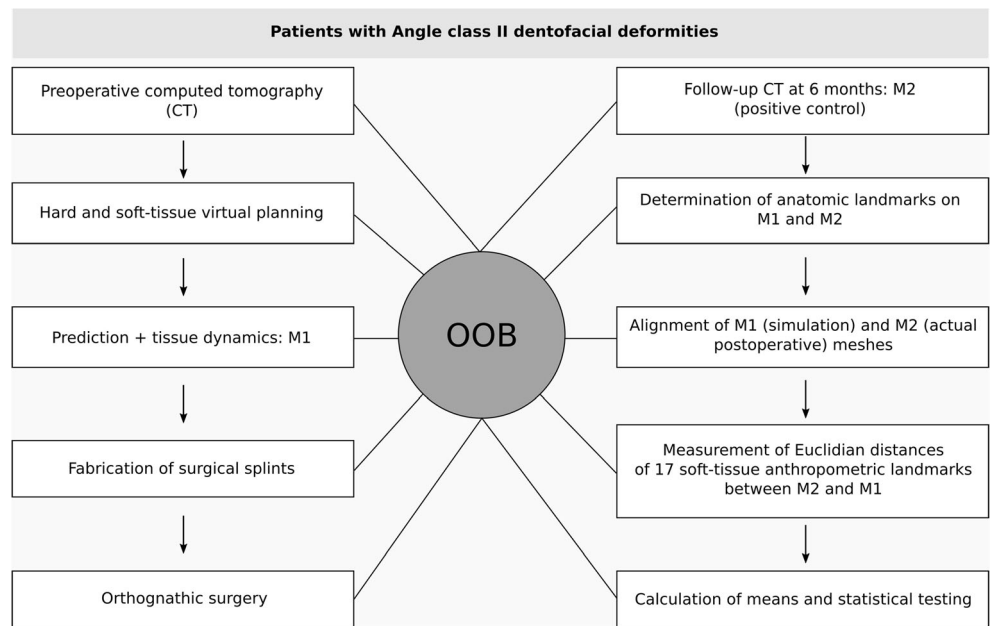 Patients with Angle class II dentofacial deformities
Preoperative computed tomography
(CT)
Hard and soft-tissue virtual planning
Prediction + tissue dynamics: M1
Fabrication of surgical splints
Orthognathic surgery
OOB
Follow-up CT at 6 months: M2
(positive control)
Determination of anatomic landmarks on
M1 and M2
Alignment of M1 (simulation) and M2 (actual
postoperative) meshes
Measurement of Euclidian distances
of 17 soft-tissue anthropometric landmarks
between M2 and M1
Calculation of means and statistical testing